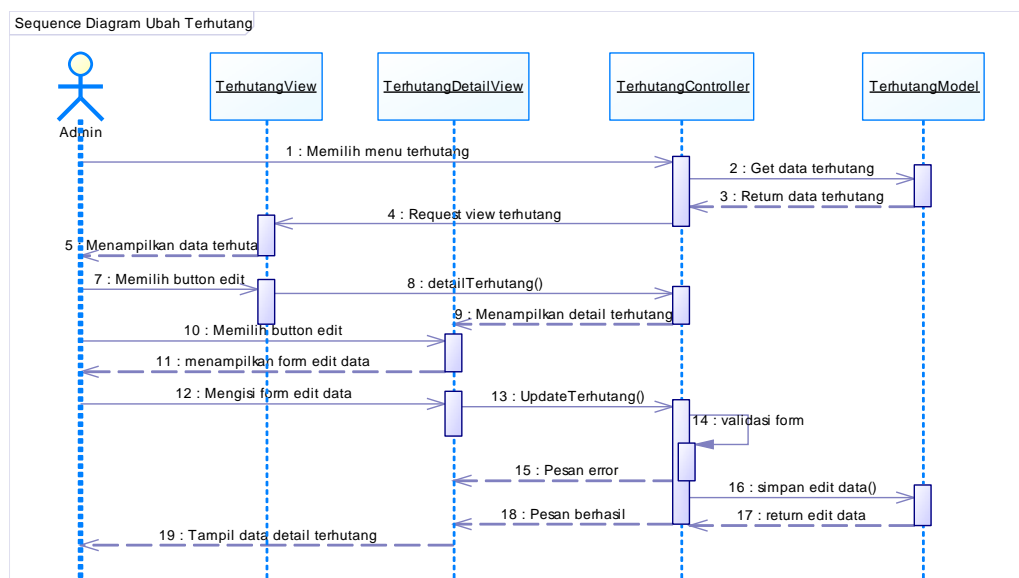 Sequence Diagram Ubah Terhutang
TerhutangView
TerhutangDetailView
TerhutangController
TerhutangModel
Admin
1 : Memilih menu terhutang
2 : Get data terhutang
3 : Return data terhutang
4 : Request view terhutang
5 : Menampilkan data terhuta
7 : Memilih button edit
8 : detailTerhutang()
9 : Menampilkan detail terhutang
10 : Memilih button edit
11 : menampilkan form edit data
12 : Mengisi form edit data
13 : UpdateTerhutang()
14 : validasi form
15 : Pesan error
16 : simpan edit data()
17 : return edit data
18 : Pesan berhasil
19 : Tampil data detail terhutang